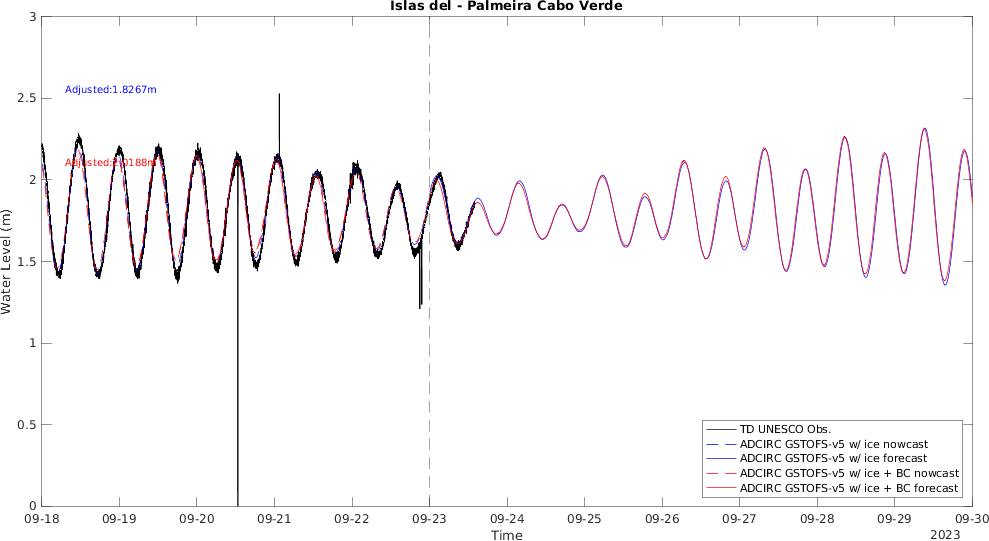 Islas del - Palmeira Cabo Verde
3
2.5
2
1.5
1
0.5
0
Water Level (m)
Adjusted:1.8267m
09-18
09-19
09-20
09-21
09-22
09-23
09-24
09-25
09-26
09-27
09-28
09-29
09-30
Time
2023
TD UNESCO Obs.
ADCIRC GSTOFS-v5 w/ ice nowcast
ADCIRC GSTOFS-v5 w/ ice forecast
ADCIRC GSTOFS-v5 w/ ice + BC nowcast
ADCIRC GSTOFS-v5 w/ ice + BC forecast